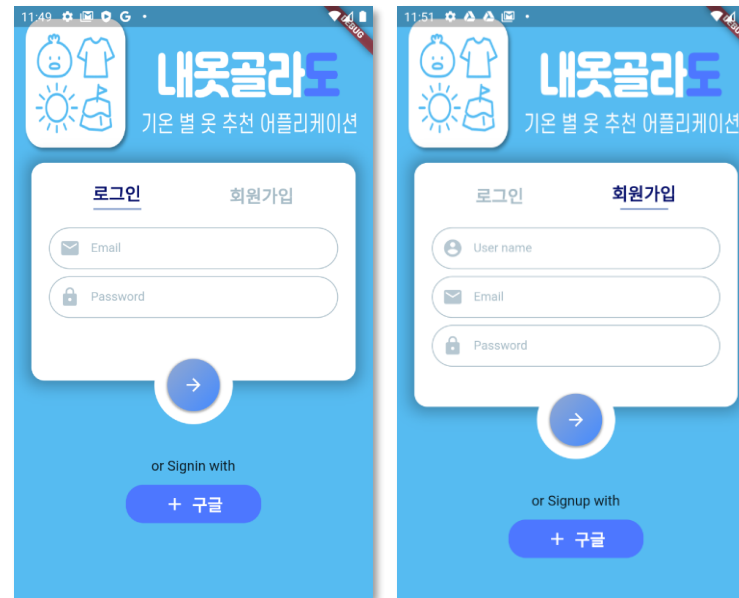 11:49
DEBUG
내옷골라도
기온 별 옷 추천 어플리케이션
로그인 회원가입
Email
Password
or Signin with
+ 구글
11:51
내옷골라도
기온 별 옷 추천 어플리케이션
로그인 회원가입
User name
Email
Password
or Signup with
+ 구글